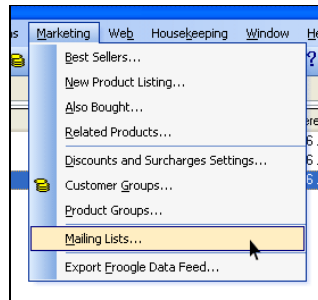 Marketing Web Housekeeping Window
Best Sellers...
New Product Listing...
Also Bought...
Related Products...
Discounts and Surcharges Settings...
Customer Groups...
Product Groups...
Mailing Lists...
Export Froogle Data Feed...